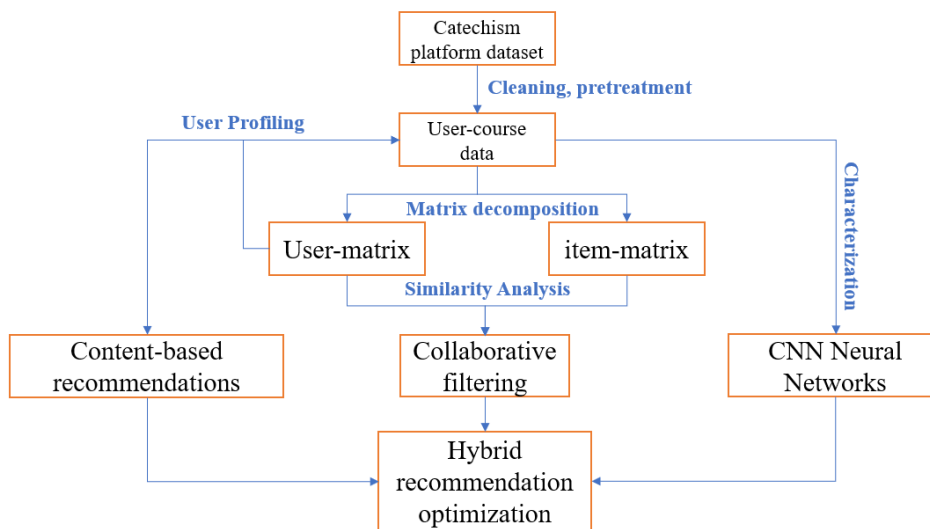 Catechism
platform dataset
Cleaning, pretreatment
User Profiling
User-course
data
Characterization
Matrix decomposition
User-matrix
item-matrix
Similarity Analysis
Content-based
recommendations
Collaborative
filtering
CNN Neural
Networks
Hybrid
recommendation
optimization